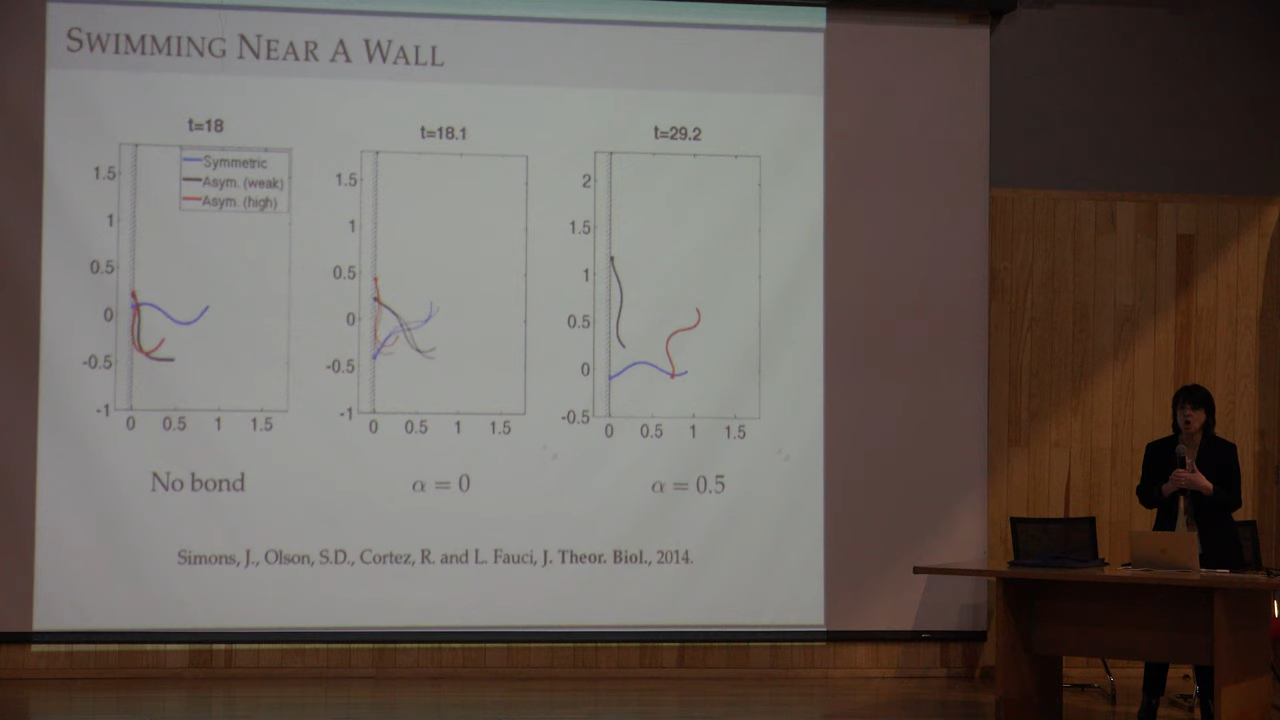 SWIMMING NEAR A WALL
t=18
t=18.1
t=29.2
Symmetric
Asym. (weak)
Asym. (high)
1.5
1
0.5
0
-0.5
-1
0 0.5 1 1.5
1.5
1
0.5
0
-0.5
-1
0 0.5 1 1.5
2
1.5
1
0.5
0
-0.5
0 0.5 1 1.5
No bond
α = 0
α = 0.5
Simons, J., Olson, S.D., Cortez, R. and L. Fauci, J. Theor. Biol., 2014.